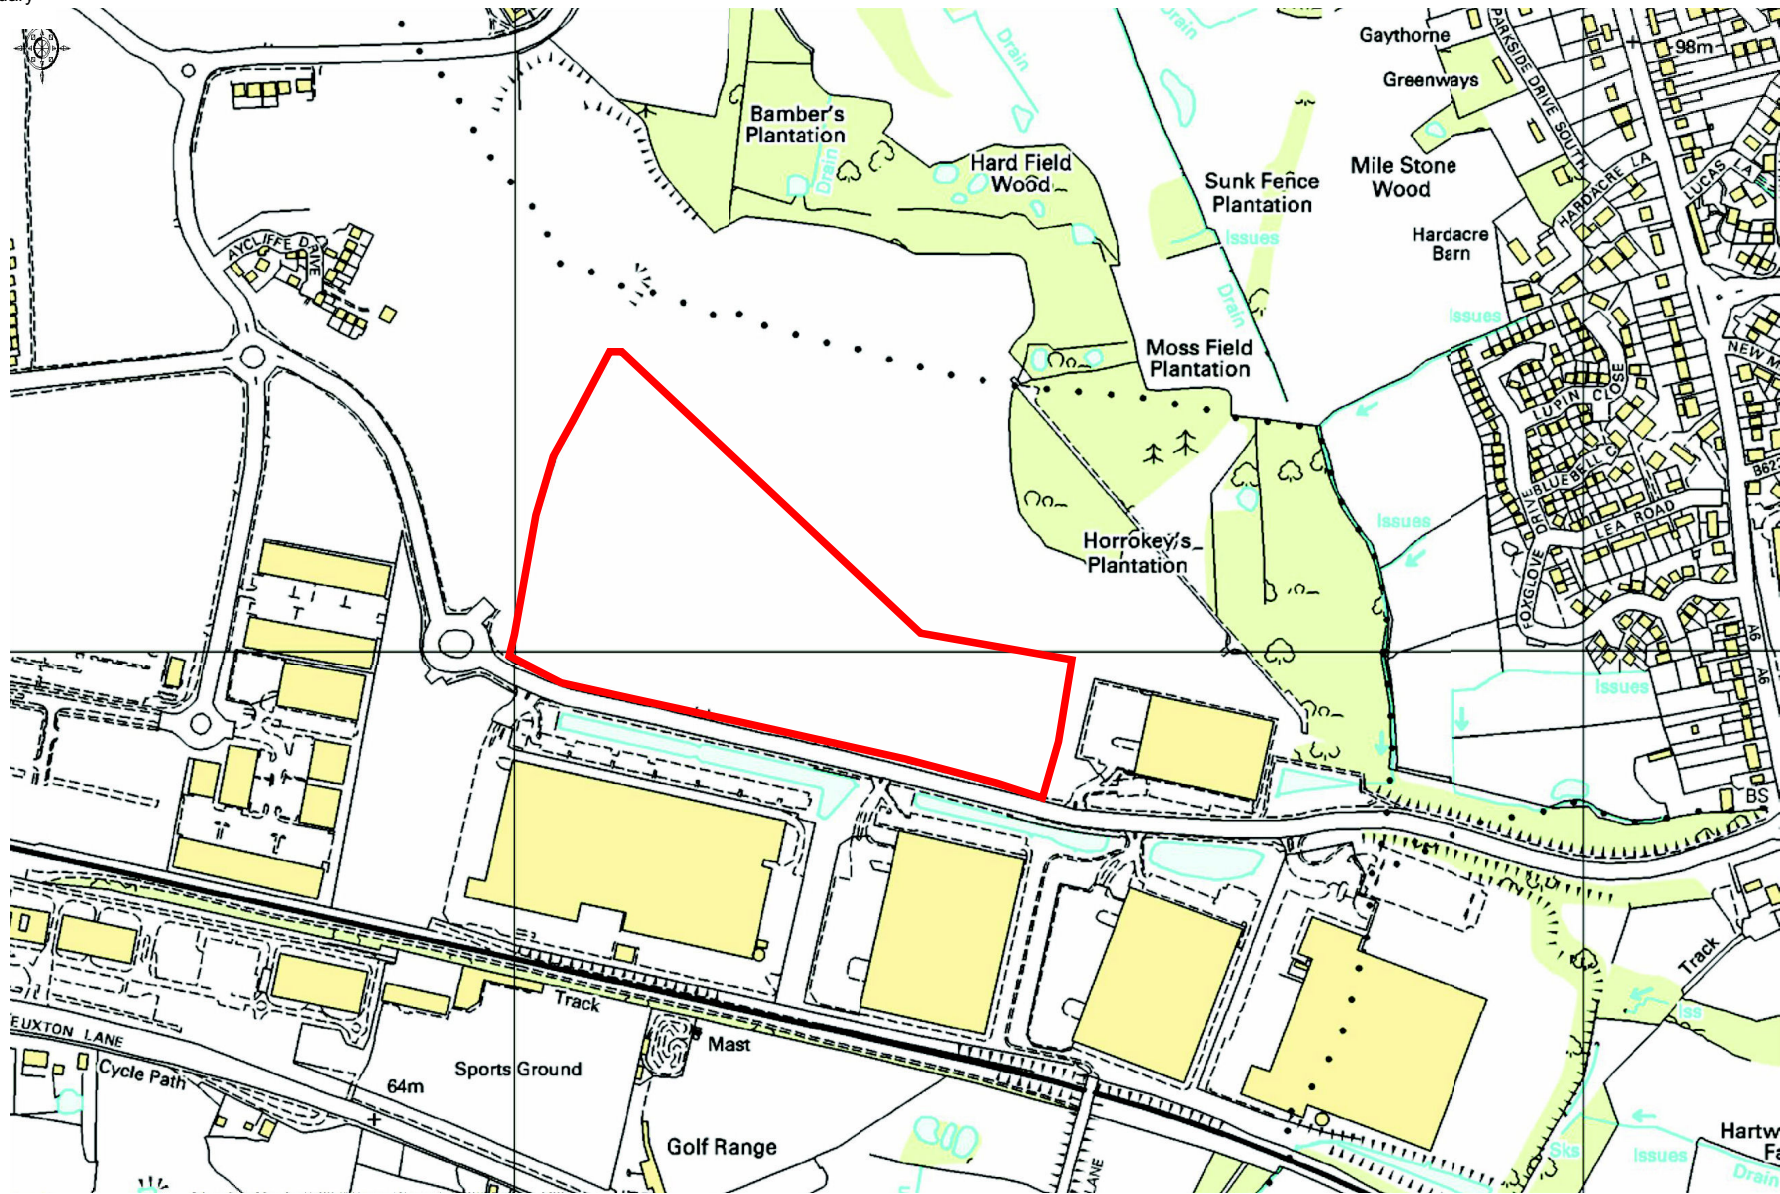 Gaythorne
98m
Greenways
PARKSIDE DRIVE SOUTH
Drain
Drain
Bamber's
Plantation
Drain
Hard Field
Wood
Sunk Fence
Plantation
Issues
Mile Stone
Wood
HARDACRE LA
LUCAS LA
Hardacre
Barn
AYCLIFFE DRIVE
Drain
Issues
Moss Field
Plantation
NEW M
LUPIN CLOSE
BLUEBELL C
B62
Issues
LEA ROAD
FOXGLOVE DRIVE
Horrokey's
Plantation
A6
A6
Issues
BS
Track
Track
Iss
EUXTON LANE
Cycle Path
64m
Sports Ground
Mast
Golf Range
LANE
Sks
Issues
Hartw
Fa
Drain